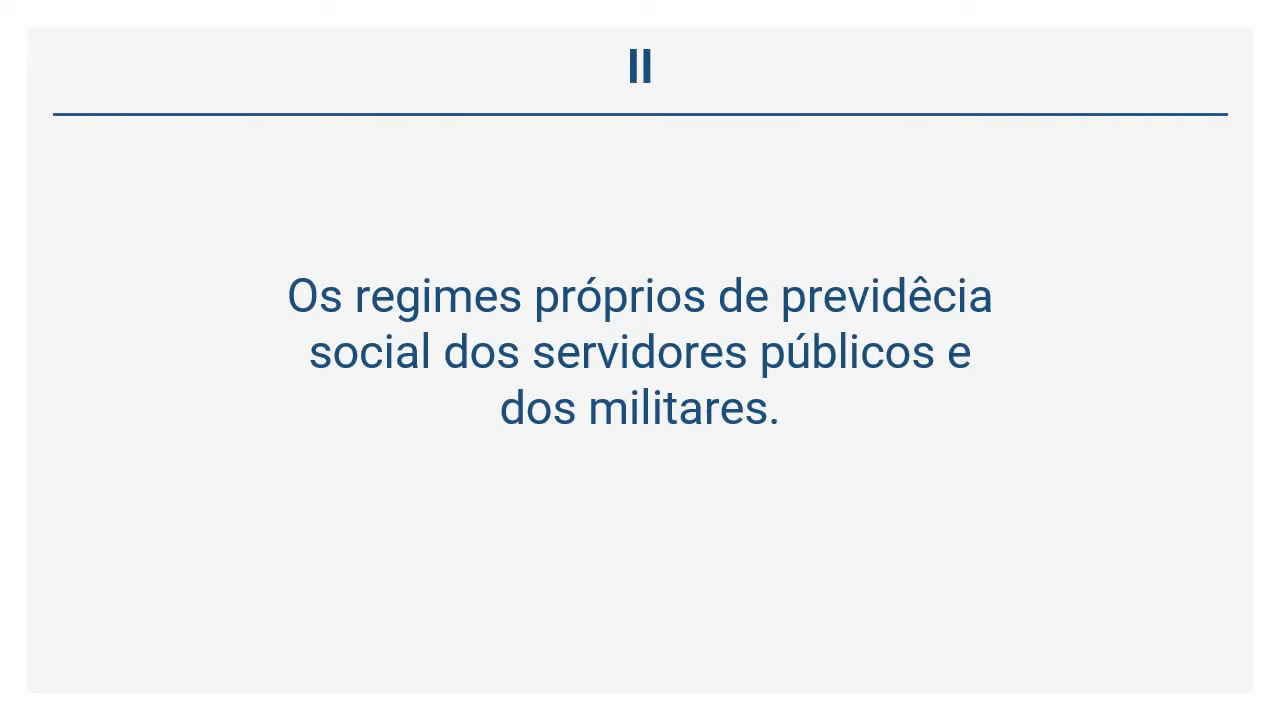 II
Os regimes próprios de previdêcia
social dos servidores públicos e
dos militares.